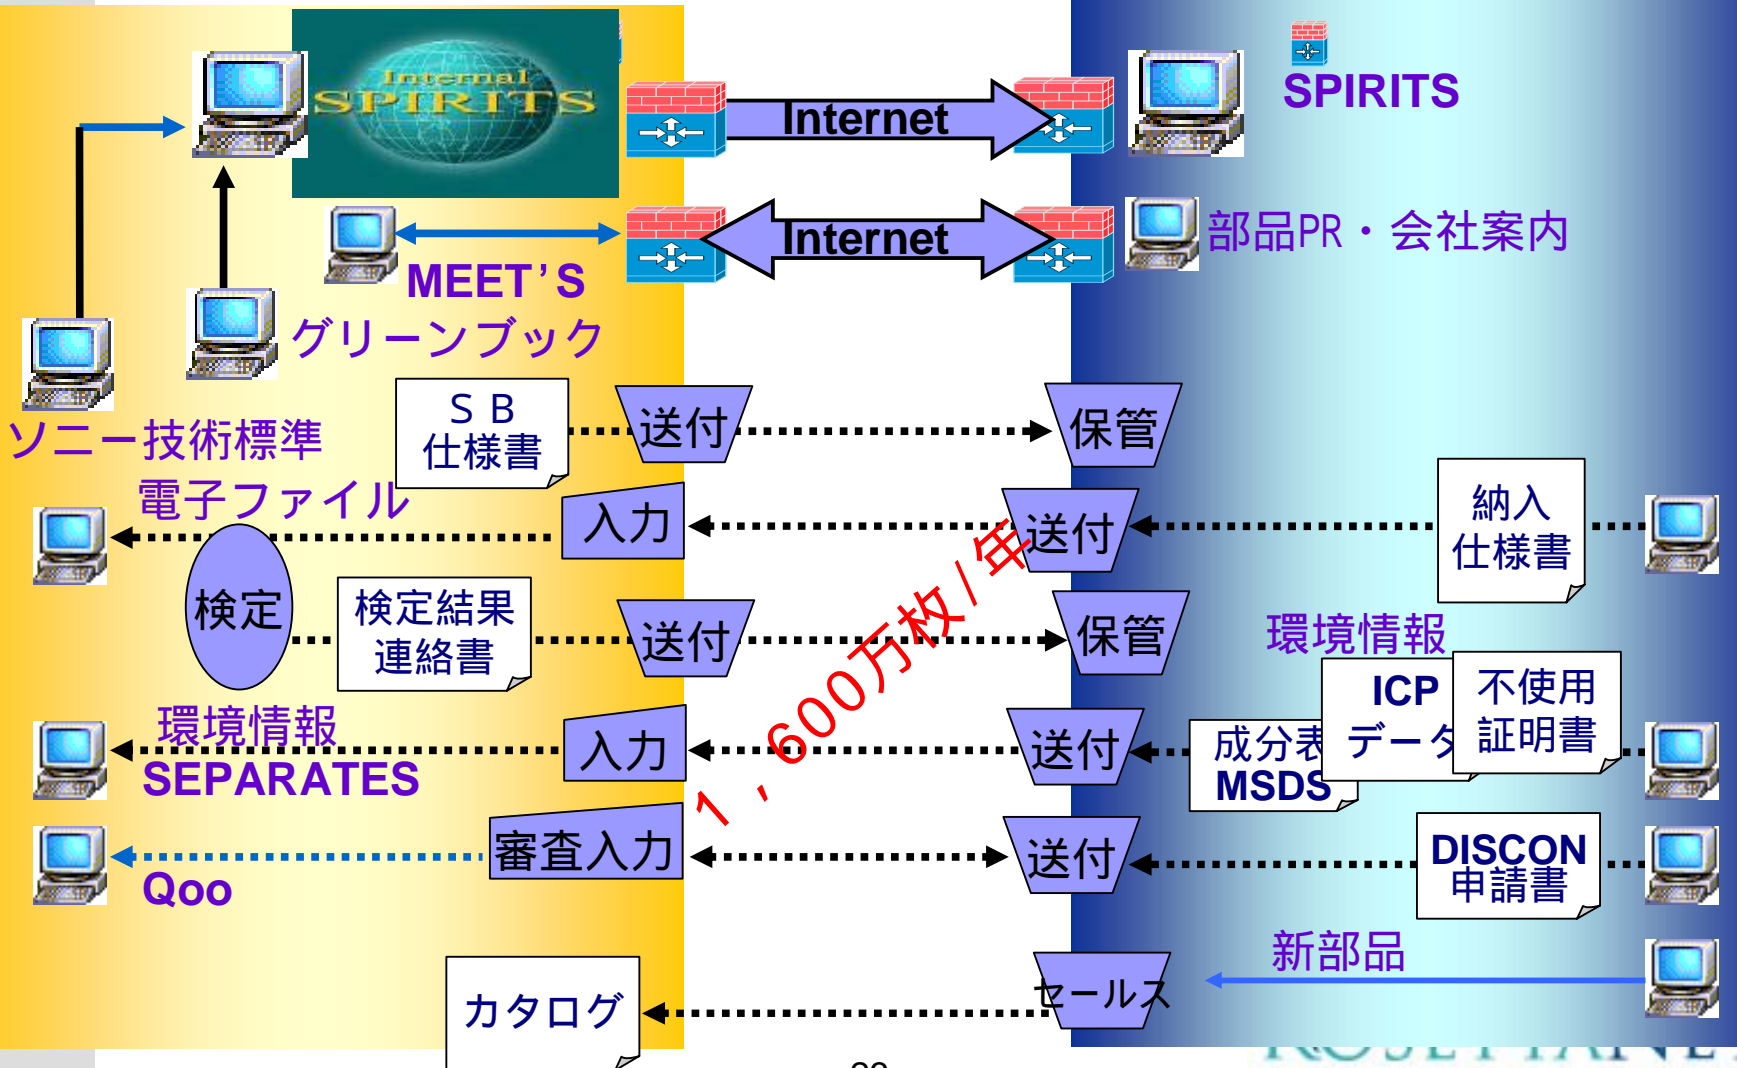 Internal
SPIRITS
Internet
SPIRITS
Internet
部品PR・会社案内
MEET’S
グリーンブック
ＳＢ
仕様書
送付
保管
ソニー技術標準
電子ファイル
入力
送付
納入
仕様書
検定
検定結果
連絡書
送付
保管
環境情報
1,600万枚/年
環境情報
SEPARATES
入力
送付
成分表
MSDS
ICP
データ
不使用
証明書
Qoo
審査入力
送付
DISCON
申請書
新部品
カタログ
セールス